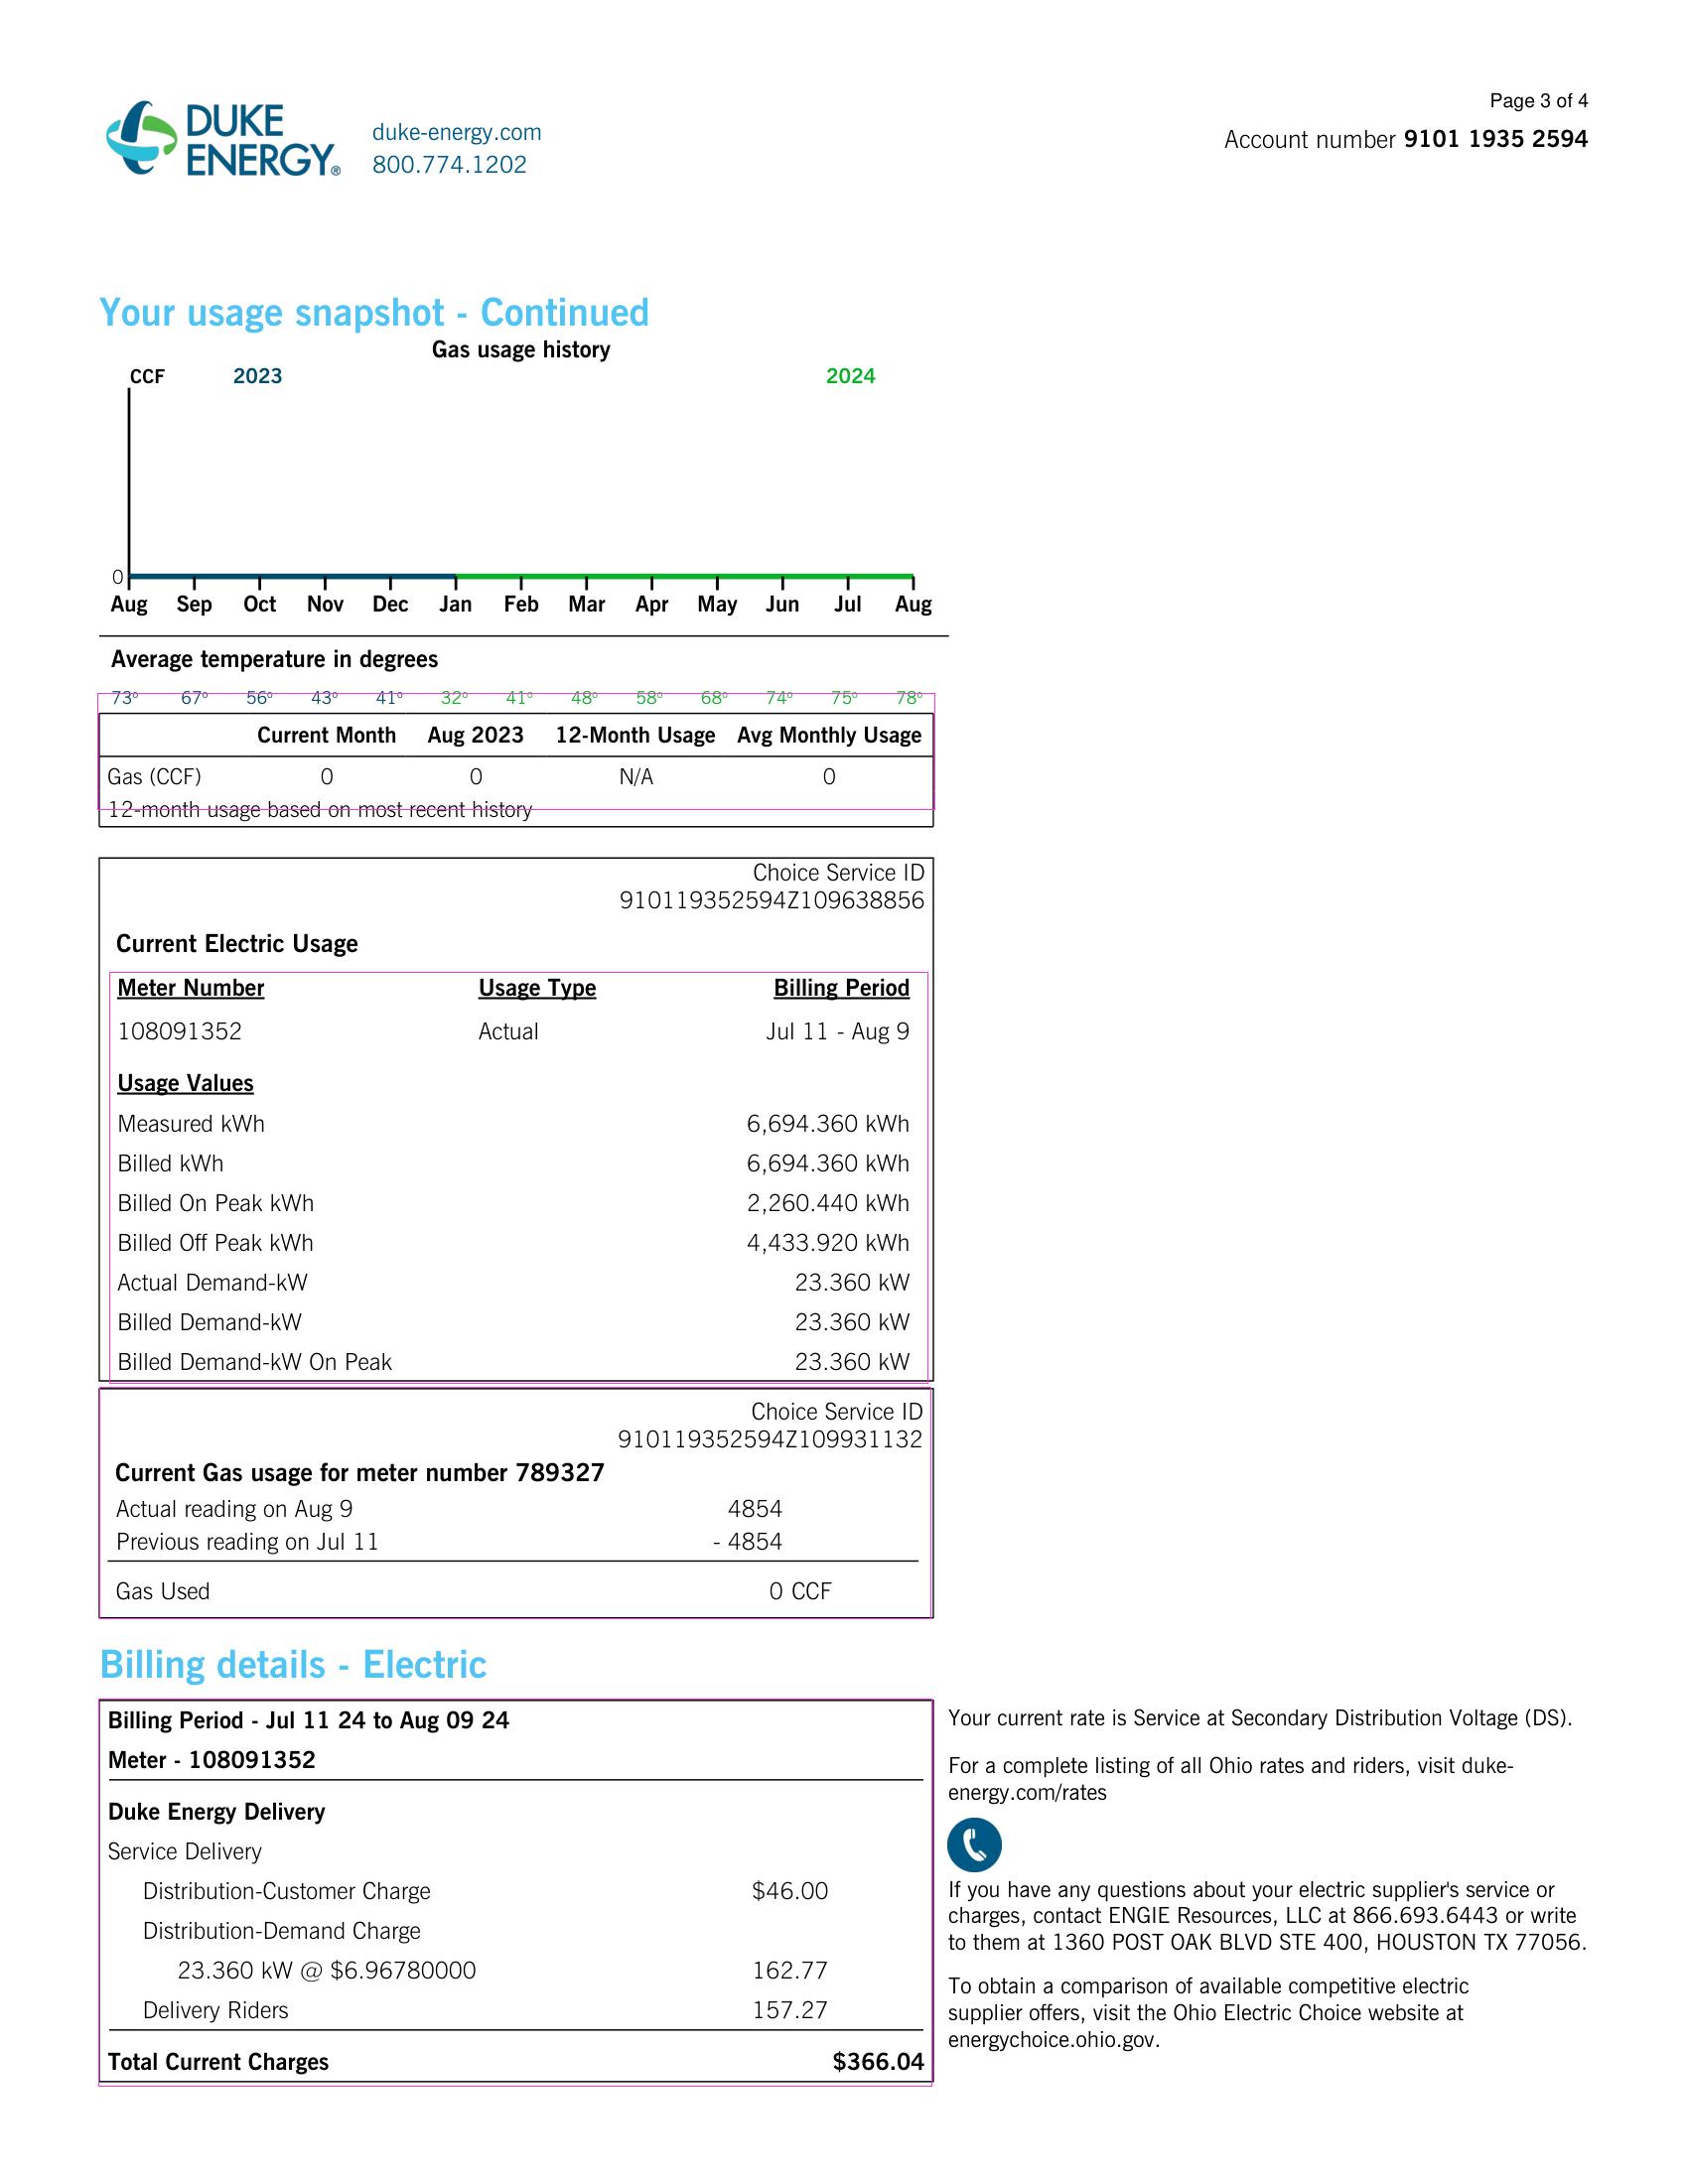 Page 3 of 4
DUKE
ENERGY®
duke-energy.com
800.774.1202
Account number 9101 1935 2594
Your usage snapshot - Continued
Gas usage history
CCF 2023 2024
0
Aug Sep Oct Nov Dec Jan Feb Mar Apr May Jun Jul Aug
Average temperature in degrees
73° 67° 56° 43° 41° 32° 41° 48° 58° 68° 74° 75° 78°
Current Month Aug 2023 12-Month Usage Avg Monthly Usage
Gas (CCF) 0 0 N/A 0
12-month usage based on most recent history
Choice Service ID
910119352594Z109638856
Current Electric Usage
Meter Number Usage Type Billing Period
108091352 Actual Jul 11 - Aug 9
Usage Values
Measured kWh 6,694.360 kWh
Billed kWh 6,694.360 kWh
Billed On Peak kWh 2,260.440 kWh
Billed Off Peak kWh 4,433.920 kWh
Actual Demand-kW 23.360 kW
Billed Demand-kW 23.360 kW
Billed Demand-kW On Peak 23.360 kW
Choice Service ID
910119352594Z109931132
Current Gas usage for meter number 789327
Actual reading on Aug 9 4854
Previous reading on Jul 11 - 4854
Gas Used 0 CCF
Billing details - Electric
Billing Period - Jul 11 24 to Aug 09 24
Meter - 108091352
Duke Energy Delivery
Service Delivery
Distribution-Customer Charge $46.00
Distribution-Demand Charge
23.360 kW @ $6.96780000 162.77
Delivery Riders 157.27
Total Current Charges $366.04
Your current rate is Service at Secondary Distribution Voltage (DS).
For a complete listing of all Ohio rates and riders, visit duke-
energy.com/rates
If you have any questions about your electric supplier's service or
charges, contact ENGIE Resources, LLC at 866.693.6443 or write
to them at 1360 POST OAK BLVD STE 400, HOUSTON TX 77056.
To obtain a comparison of available competitive electric
supplier offers, visit the Ohio Electric Choice website at
energychoice.ohio.gov.